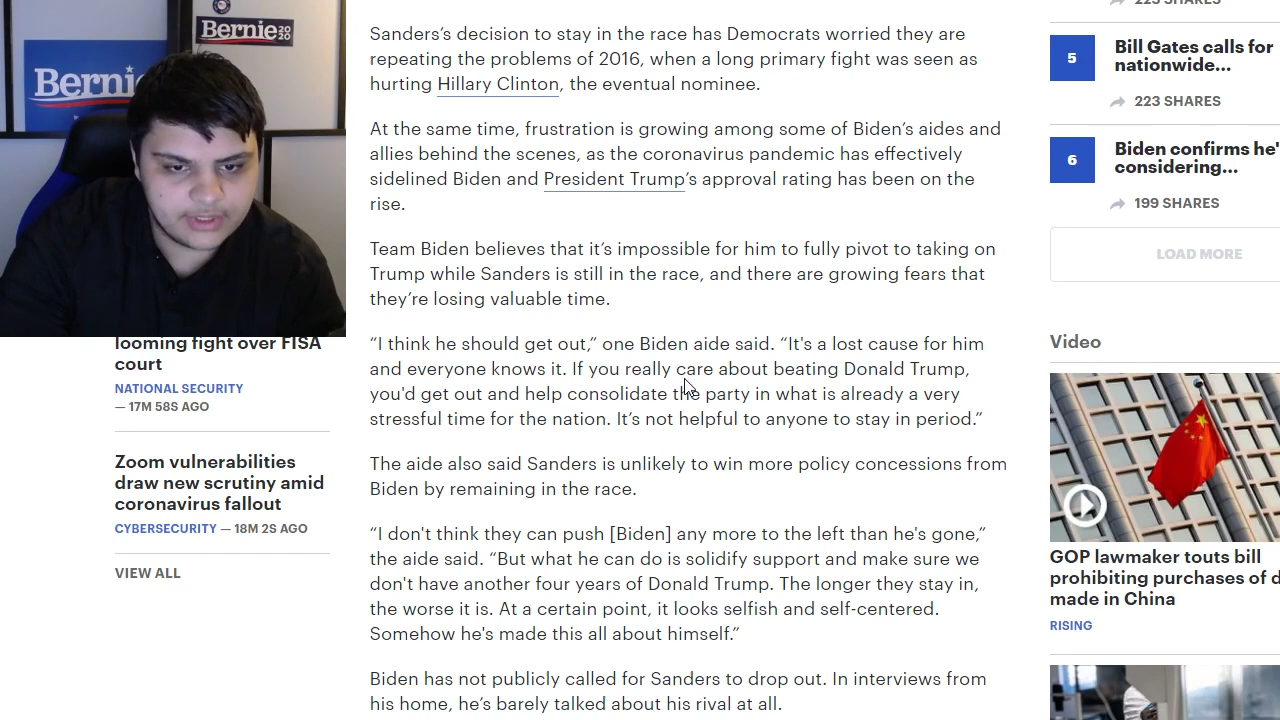 Bernie
2020
Berni
Sanders’s decision to stay in the race has Democrats worried they are
repeating the problems of 2016, when a long primary fight was seen as
hurting Hillary Clinton, the eventual nominee.
At the same time, frustration is growing among some of Biden’s aides and
allies behind the scenes, as the coronavirus pandemic has effectively
sidelined Biden and President Trump’s approval rating has been on the
rise.
Team Biden believes that it’s impossible for him to fully pivot to taking on
Trump while Sanders is still in the race, and there are growing fears that
they’re losing valuable time.
“I think he should get out,” one Biden aide said. “It's a lost cause for him
and everyone knows it. If you really care about beating Donald Trump,
you'd get out and help consolidate the party in what is already a very
stressful time for the nation. It’s not helpful to anyone to stay in period.”
The aide also said Sanders is unlikely to win more policy concessions from
Biden by remaining in the race.
“I don't think they can push [Biden] any more to the left than he's gone,”
the aide said. “But what he can do is solidify support and make sure we
don't have another four years of Donald Trump. The longer they stay in,
the worse it is. At a certain point, it looks selfish and self-centered.
Somehow he's made this all about himself.”
Biden has not publicly called for Sanders to drop out. In interviews from
his home, he’s barely talked about his rival at all.
looming fight over FISA
court
NATIONAL SECURITY
— 17M 58S AGO
Zoom vulnerabilities
draw new scrutiny amid
coronavirus fallout
CYBERSECURITY — 18M 2S AGO
VIEW ALL
223 SHARES
5
Bill Gates calls for
nationwide...
223 SHARES
6
Biden confirms he'
considering...
199 SHARES
LOAD MORE
Video
GOP lawmaker touts bill
prohibiting purchases of d
made in China
RISING